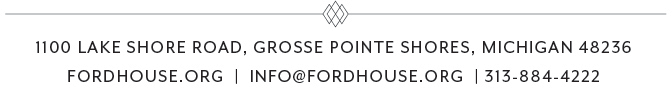 1100 LAKE SHORE ROAD, GROSSE POINTE SHORES, MICHIGAN 48236
FORDHOUSE.ORG | INFO@FORDHOUSE.ORG | 313-884-4222